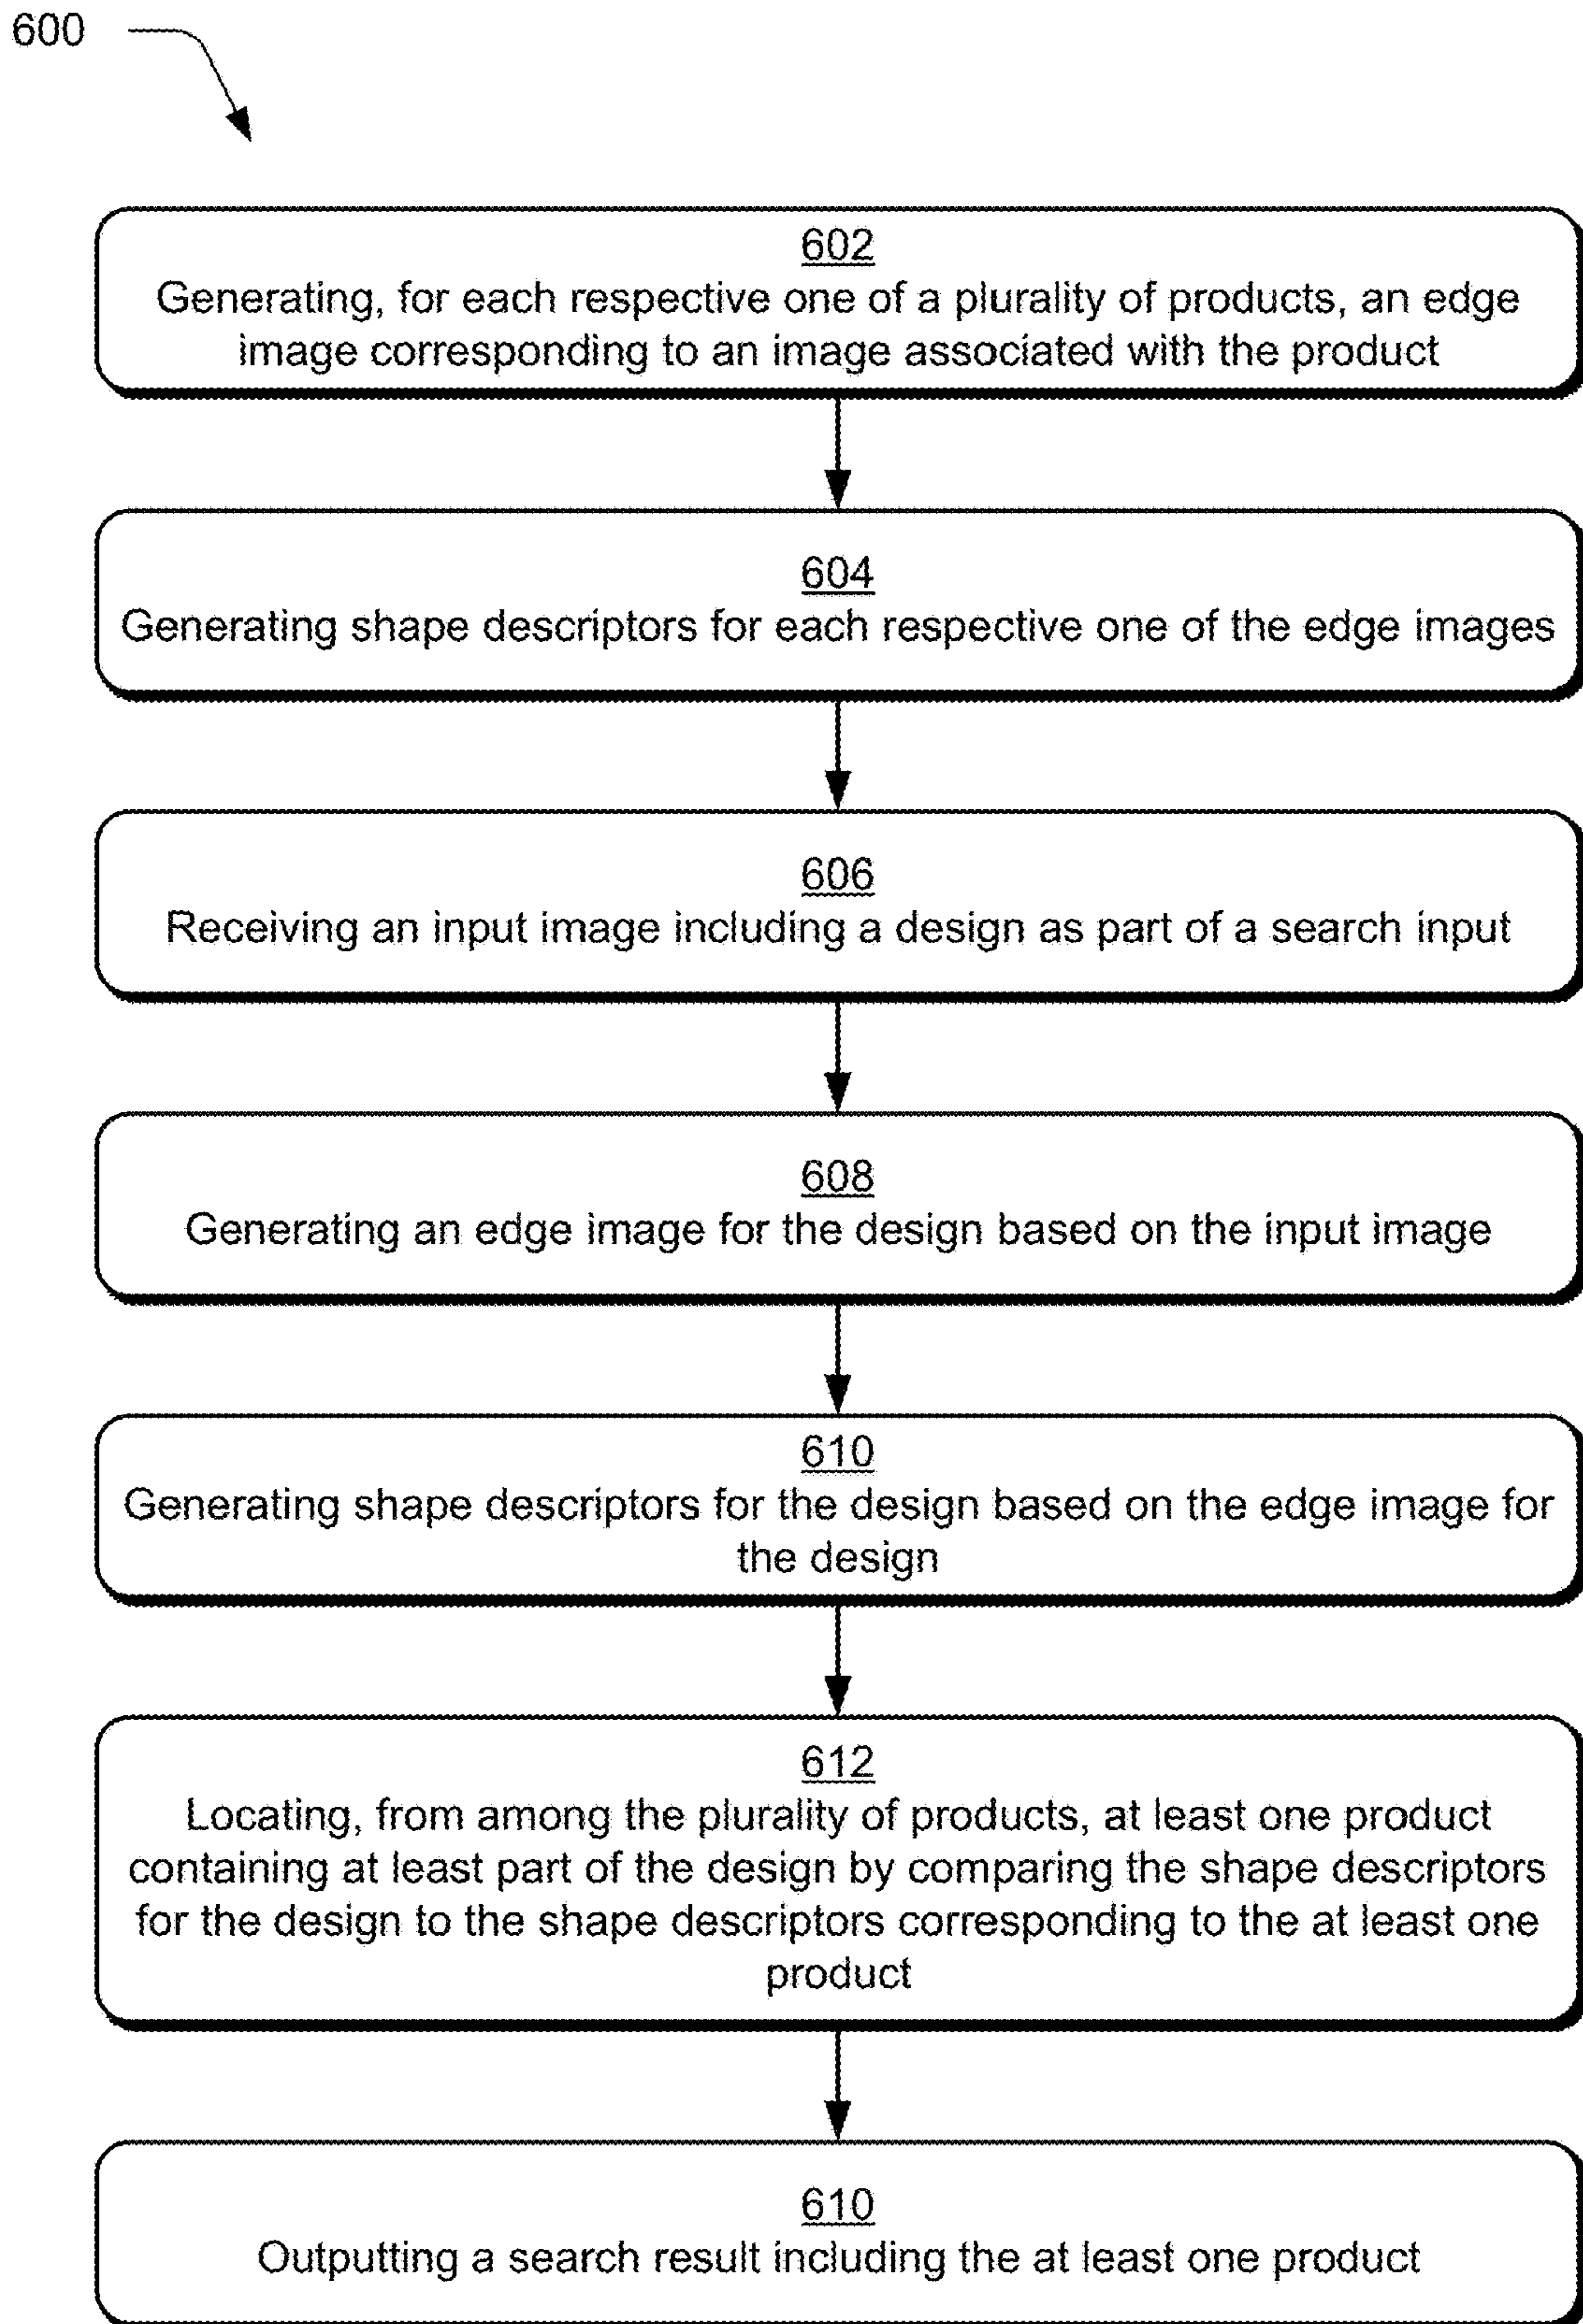 600
602
Generating, for each respective one of a plurality of products, an edge
image corresponding to an image associated with the product
604
Generating shape descriptors for each respective one of the edge images
606
Receiving an input image including a design as part of a search input
608
Generating an edge image for the design based on the input image
610
Generating shape descriptors for the design based on the edge image for
the design
612
Locating, from among the plurality of products, at least one product
containing at least part of the design by comparing the shape descriptors
for the design to the shape descriptors corresponding to the at least one
product
610
Outputting a search result including the at least one product